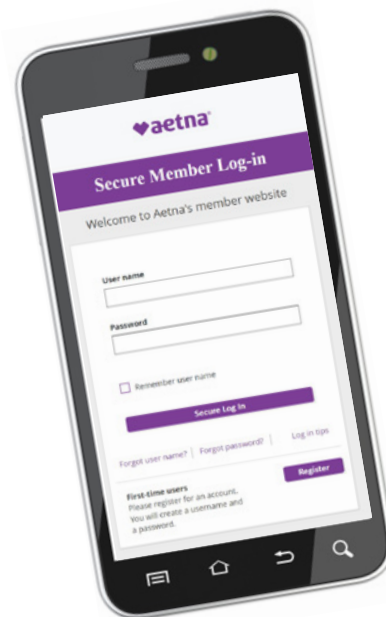 aetna
Secure Member Log-in
Welcome to Aetna's member website
User name
Password
Remember user name
Secure Log In
Forgot user name? | Forgot password? | Log in tips
First-time users
Please register for an account.
You will create a username and
a password.
Register